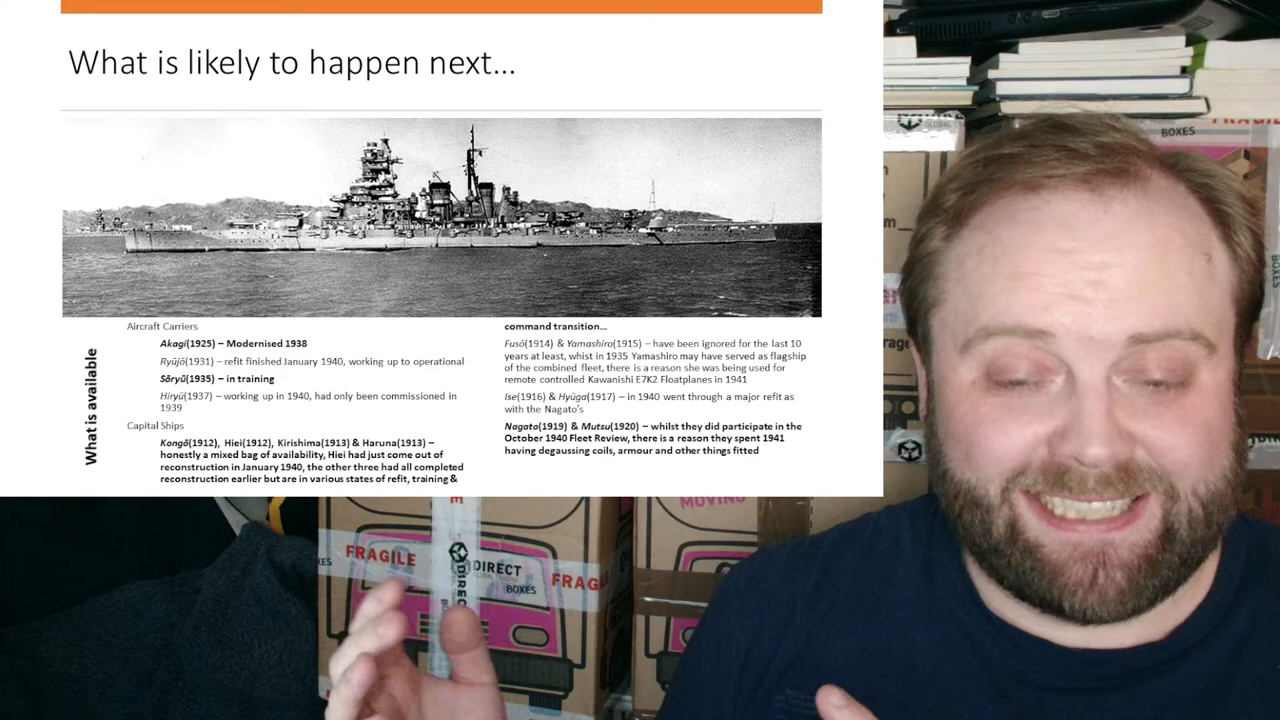 What is likely to happen next...
What is available
Aircraft Carriers
Akagi(1925) – Modernised 1938
Ryūjō(1931) – refit finished January 1940, working up to operational
Sōryū(1935) – in training
Hiryū(1937) – working up in 1940, had only been commissioned in
1939
Capital Ships
Kongō(1912), Hiei(1912), Kirishima(1913) & Haruna(1913) –
honestly a mixed bag of availability, Hiei had just come out of
reconstruction in January 1940, the other three had all completed
reconstruction earlier but are in various states of refit, training &
command transition...
Fusō(1914) & Yamashiro(1915) – have been ignored for the last 10
years at least, whist in 1935 Yamashiro may have served as flagship
of the combined fleet, there is a reason she was being used for
remote controlled Kawanishi E7K2 Floatplanes in 1941
Ise(1916) & Hyūga(1917) – in 1940 went through a major refit as
with the Nagato's
Nagato(1919) & Mutsu(1920) – whilst they did participate in the
October 1940 Fleet Review, there is a reason they spent 1941
having degaussing coils, armour and other things fitted
BOXES
FRAGILE
DIRECT
BOXES
FRAG
DIREC
MOVING